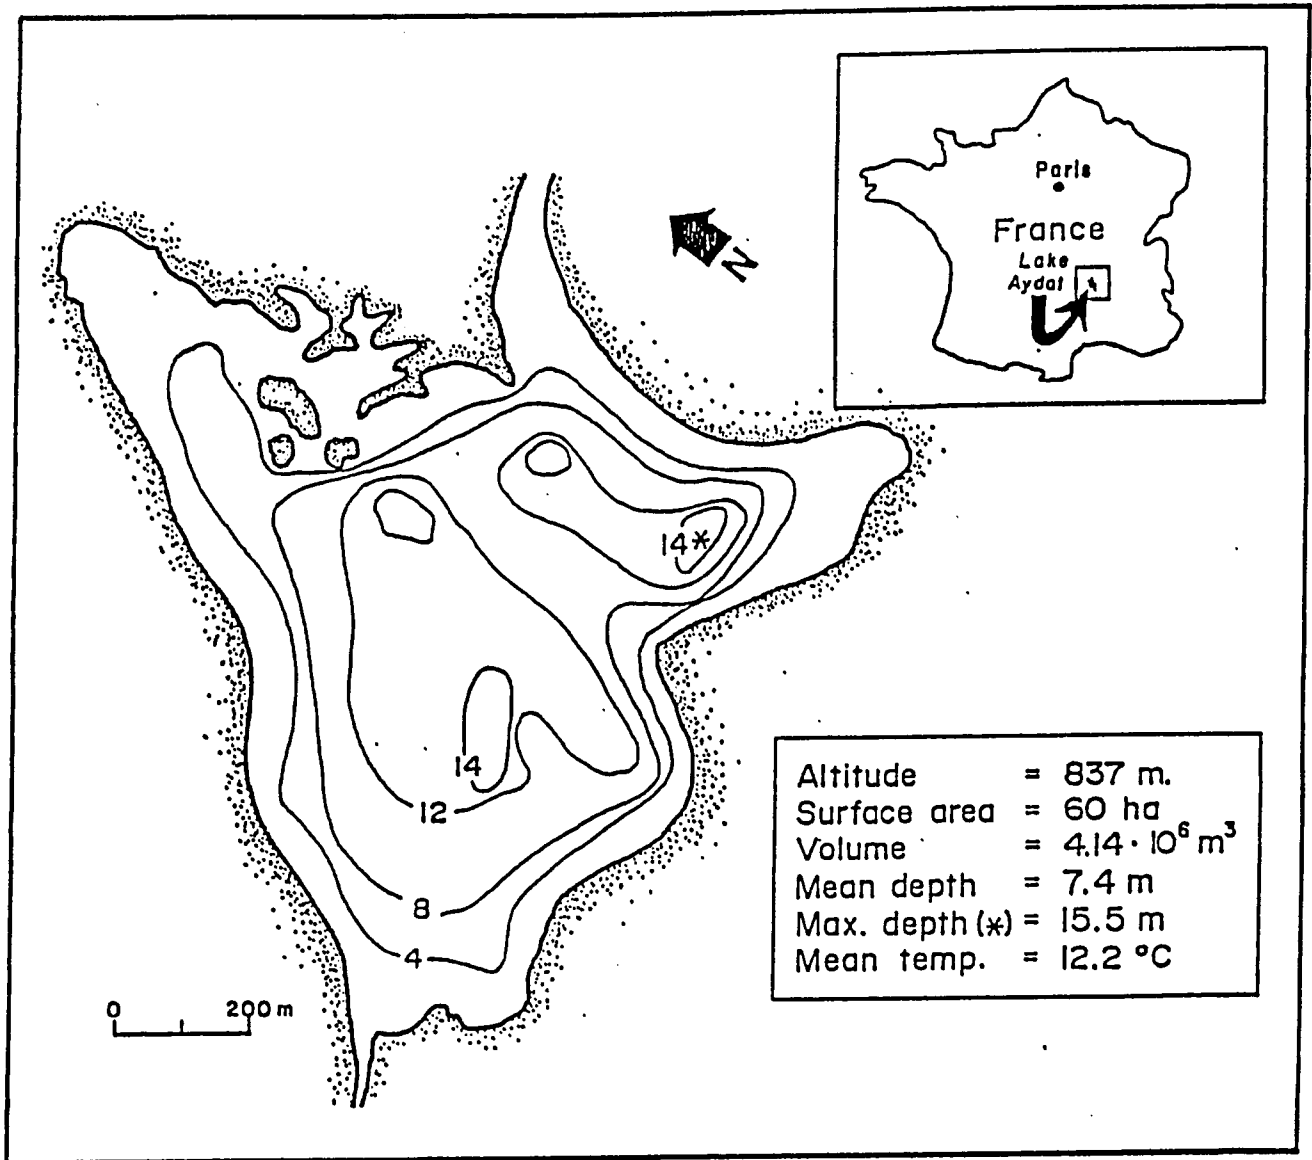 Paris
France
Lake
Aydat
N
14*
14
12
8
4
0 200 m
Altitude = 837 m.
Surface area = 60 ha
Volume = 4.14 · 10⁶ m³
Mean depth = 7.4 m
Max. depth (*) = 15.5 m
Mean temp. = 12.2 °C